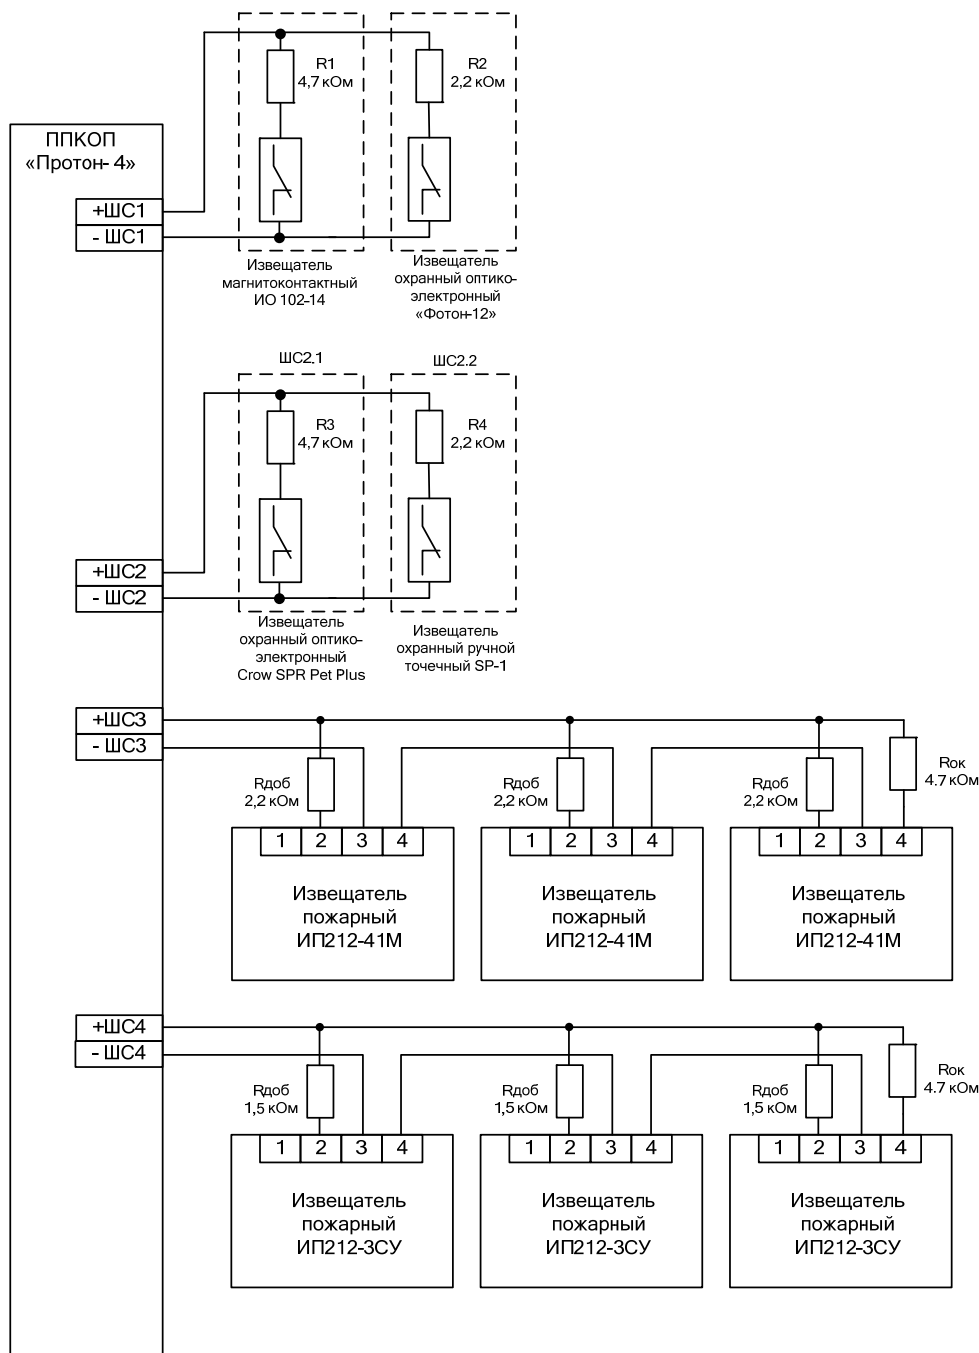 R1
4,7 кОм
R2
2,2 кОм
ППКОП
«Протон- 4»
+ШС1
- ШС1
Извещатель
магнитоконтактный
ИО 102-14
Извещатель
охранный оптико-
электронный
«Фотон-12»
ШС2.1
ШС2.2
R3
4,7 кОм
R4
2,2 кОм
+ШС2
- ШС2
Извещатель
охранный оптико-
электронный
Crow SPR Pet Plus
Извещатель
охранный ручной
точечный SP-1
+ШС3
- ШС3
Rдоб
2,2 кОм
Rдоб
2,2 кОм
Rдоб
2,2 кОм
Rок
4.7 кОм
1 2 3 4
1 2 3 4
1 2 3 4
Извещатель
пожарный
ИП212-41М
Извещатель
пожарный
ИП212-41М
Извещатель
пожарный
ИП212-41М
+ШС4
- ШС4
Rдоб
1,5 кОм
Rдоб
1,5 кОм
Rдоб
1,5 кОм
Rок
4.7 кОм
1 2 3 4
1 2 3 4
1 2 3 4
Извещатель
пожарный
ИП212-3СУ
Извещатель
пожарный
ИП212-3СУ
Извещатель
пожарный
ИП212-3СУ